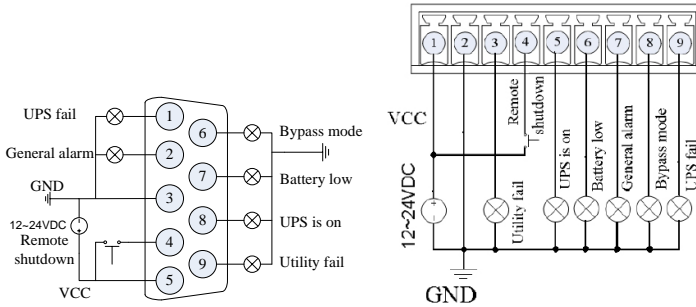 UPS fail
General alarm
GND
12~24VDC
Remote
shutdown
VCC
1
2
3
4
5
6
7
8
9
Bypass mode
Battery low
UPS is on
Utility fail
1 2 3 4 5 6 7 8 9
VCC
12~24VDC
Utility fail
Remote
shutdown
UPS is on
Battery low
General alarm
Bypass mode
UPS fail
GND